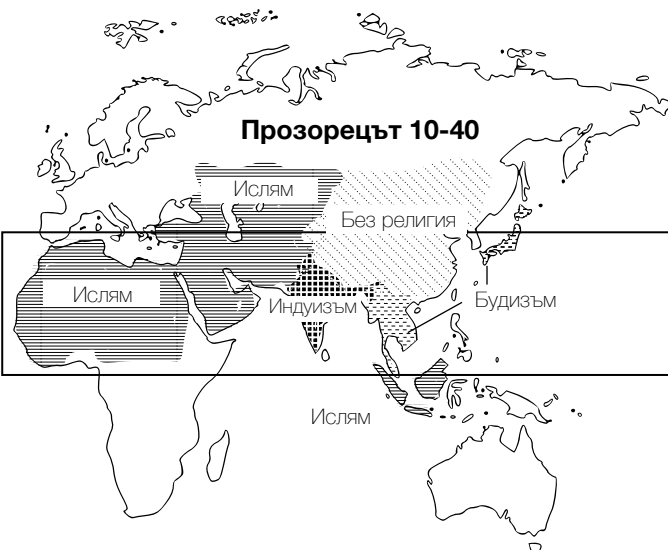 Прозорецът 10-40
Ислям
Без религия
Ислям
Индуизъм
Будизъм
Ислям